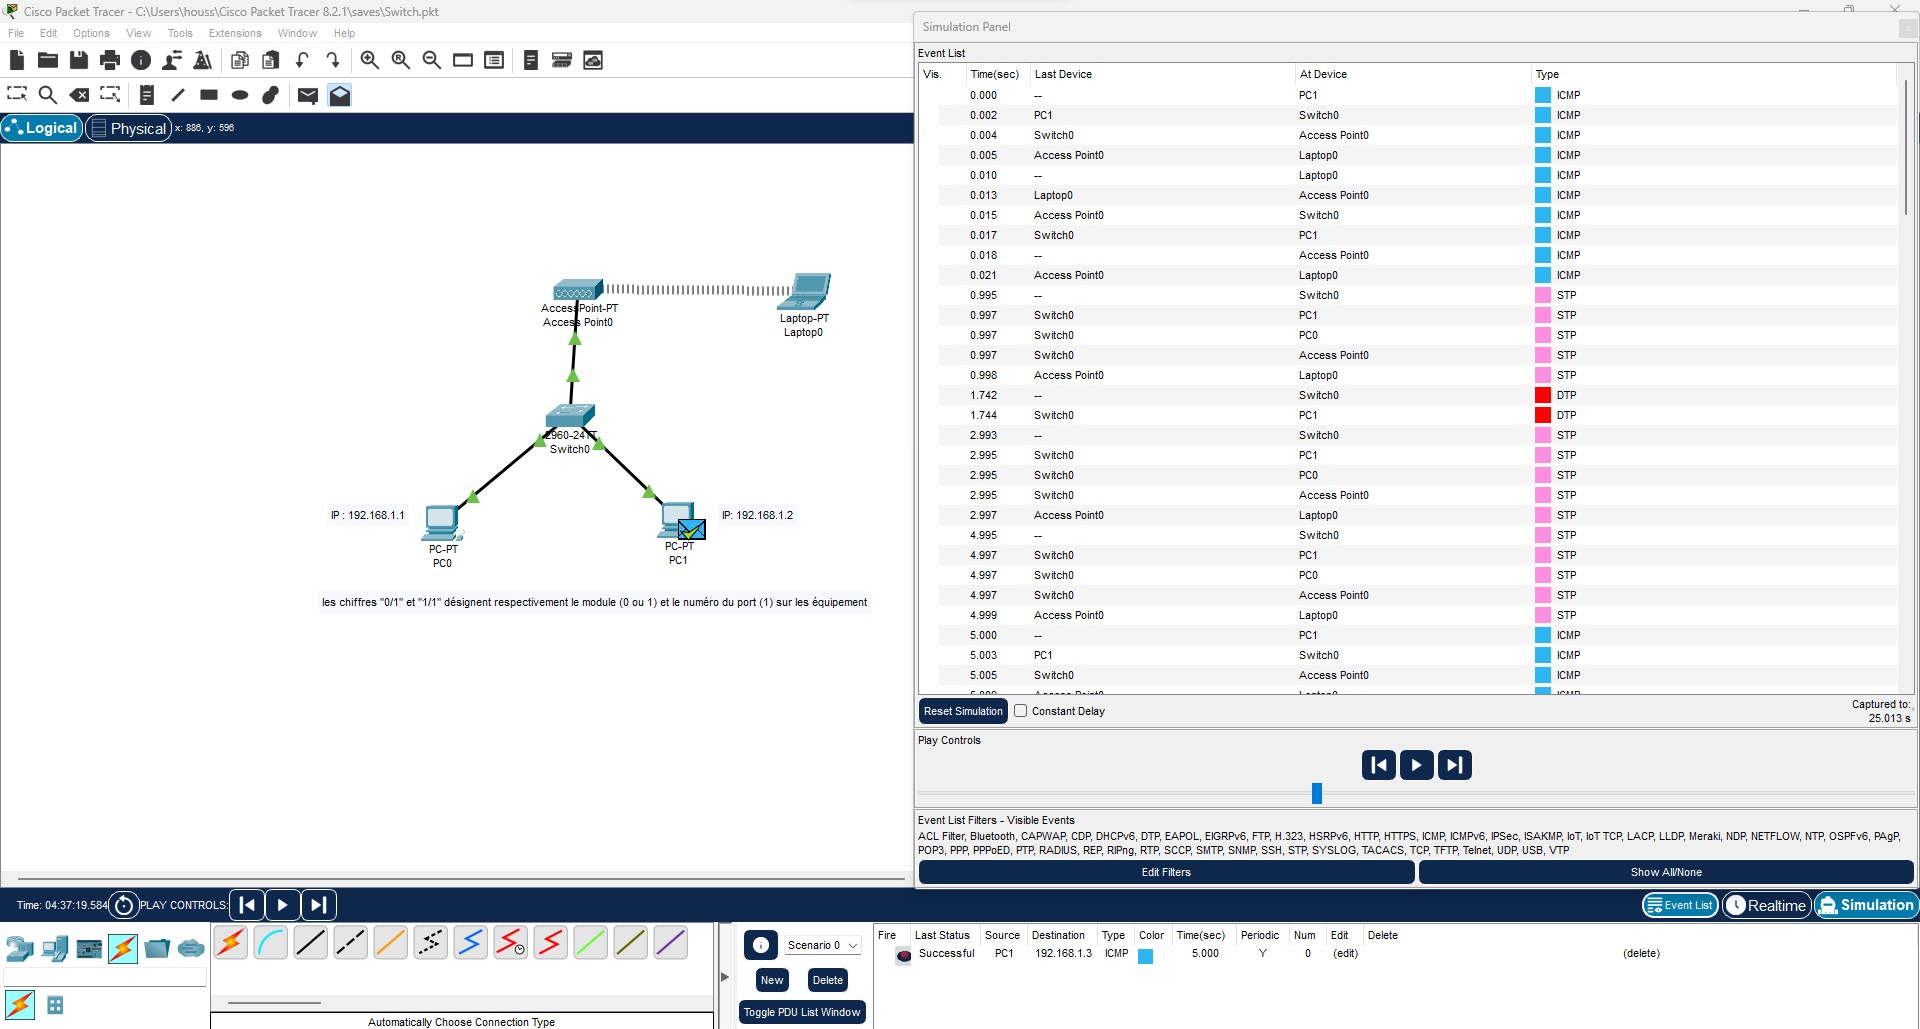 Cisco Packet Tracer - C:\Users\houss\Cisco Packet Tracer 8.2.1\saves\Switch.pkt
File Edit Options View Tools Extensions Window Help
Logical Physical x: 886, y: 596
AccessPoint-PT
Access Point0
Laptop-PT
Laptop0
2960-24TT
Switch0
IP : 192.168.1.1
PC-PT
PC0
IP: 192.168.1.2
PC-PT
PC1
les chiffres "0/1" et "1/1" désignent respectivement le module (0 ou 1) et le numéro du port (1) sur les équipement
Simulation Panel
Event List
Vis. Time(sec) Last Device At Device Type
0.000 -- PC1 ICMP
0.002 PC1 Switch0 ICMP
0.004 Switch0 Access Point0 ICMP
0.005 Access Point0 Laptop0 ICMP
0.010 -- Laptop0 ICMP
0.013 Laptop0 Access Point0 ICMP
0.015 Access Point0 Switch0 ICMP
0.017 Switch0 PC1 ICMP
0.018 -- Access Point0 ICMP
0.021 Access Point0 Laptop0 ICMP
0.995 -- Switch0 STP
0.997 Switch0 PC1 STP
0.997 Switch0 PC0 STP
0.997 Switch0 Access Point0 STP
0.998 Access Point0 Laptop0 STP
1.742 -- Switch0 DTP
1.744 Switch0 PC1 DTP
2.993 -- Switch0 STP
2.995 Switch0 PC1 STP
2.995 Switch0 PC0 STP
2.995 Switch0 Access Point0 STP
2.997 Access Point0 Laptop0 STP
4.995 -- Switch0 STP
4.997 Switch0 PC1 STP
4.997 Switch0 PC0 STP
4.997 Switch0 Access Point0 STP
4.999 Access Point0 Laptop0 STP
5.000 -- PC1 ICMP
5.003 PC1 Switch0 ICMP
5.005 Switch0 Access Point0 ICMP
Reset Simulation Constant Delay
Captured to:
25.013 s
Play Controls
Event List Filters - Visible Events
ACL Filter, Bluetooth, CAPWAP, CDP, DHCPv6, DTP, EAPOL, EIGRPv6, FTP, H.323, HSRPv6, HTTP, HTTPS, ICMP, ICMPv6, IPSec, ISAKMP, IoT, IoT TCP, LACP, LLDP, Meraki, NDP, NETFLOW, NTP, OSPFv6, PAgP,
POP3, PPP, PPPoED, PTP, RADIUS, REP, RIPng, RTP, SCCP, SMTP, SNMP, SSH, STP, SYSLOG, TACACS, TCP, TFTP, Telnet, UDP, USB, VTP
Edit Filters Show All/None
Time: 04:37:19.584 PLAY CONTROLS:
Event List Realtime Simulation
Automatically Choose Connection Type
Scenario 0
New Delete
Toggle PDU List Window
Fire Last Status Source Destination Type Color Time(sec) Periodic Num Edit Delete
Successful PC1 192.168.1.3 ICMP 5.000 Y 0 (edit) (delete)